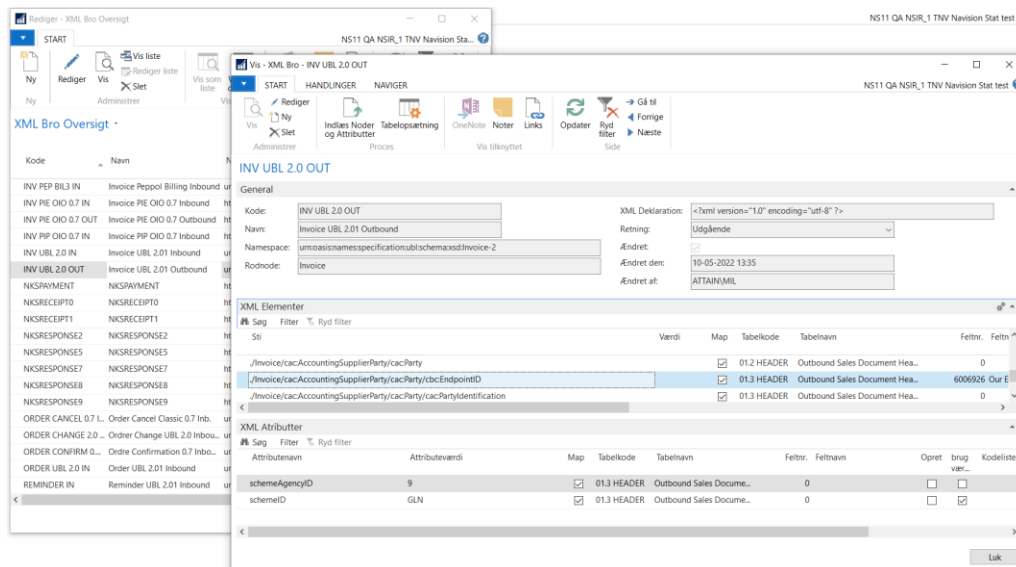 Rediger - XML Bro Oversigt
START
NS11 QA NSIR_1 TNV Navision Sta...
Ny
Rediger
Vis
Vis liste
Rediger liste
Slet
Vis som
liste
Ny
Administrer
XML Bro Oversigt
Kode Navn
INV PEP BIL3 IN Invoice Peppol Billing Inbound
INV PIE OIO 0.7 IN Invoice PIE OIO 0.7 Inbound
INV PIE OIO 0.7 OUT Invoice PIE OIO 0.7 Outbound
INV PIP OIO 0.7 IN Invoice PIP OIO 0.7 Inbound
INV UBL 2.0 IN Invoice UBL 2.01 Inbound
INV UBL 2.0 OUT Invoice UBL 2.01 Outbound
NKSPAYMENT NKSPAYMENT
NKSRECEIPT0 NKSRECEIPT0
NKSRECEIPT1 NKSRECEIPT1
NKSRESPONSE2 NKSRESPONSE2
NKSRESPONSE5 NKSRESPONSE5
NKSRESPONSE7 NKSRESPONSE7
NKSRESPONSE8 NKSRESPONSE8
NKSRESPONSE9 NKSRESPONSE9
ORDER CANCEL 0.7 I... Ordre Cancel Classic 0.7 Inb.
ORDER CHANGE 2.0 ... Ordrer Change UBL 2.0 Inbou...
ORDER CONFIRM 0.... Ordre Confirmation 0.7 Inbo...
ORDER UBL 2.0 IN Order UBL 2.01 Inbound
REMINDER IN Reminder UBL 2.01 Inbound
NS11 QA NSIR_1 TNV Navision Stat test
Vis - XML Bro - INV UBL 2.0 OUT
START HANDLINGER NAVIGER
NS11 QA NSIR_1 TNV Navision Stat test
Vis
Rediger
Ny
Slet
Indlæs Noder
og Attributter
Tabelopsætning
OneNote
Noter
Links
Opdater
Ryd
filter
Gå til
Forrige
Næste
Administrer Proces Vis tilknyttet Side
INV UBL 2.0 OUT
General
Kode: INV UBL 2.0 OUT
Navn: Invoice UBL 2.01 Outbound
Namespace: urn:oasis:names:specification:ubl:schema:xsd:Invoice-2
Rodnode: Invoice
XML Deklaration: <?xml version="1.0" encoding="utf-8" ?>
Retning: Udgående
Ændret:
Ændret den: 10-05-2022 13:35
Ændret af: ATTAIN\MIL
XML Elementer
Søg Filter Ryd filter
Sti Værdi Map Tabelkode Tabelnavn Feltnr. Feltn
./Invoice/cac:AccountingSupplierParty/cac:Party 01.2 HEADER Outbound Sales Document Hea... 0
./Invoice/cac:AccountingSupplierParty/cac:Party/cbc:EndpointID 01.3 HEADER Outbound Sales Document Hea... 6006926 Our E
./Invoice/cac:AccountingSupplierParty/cac:Party/cac:PartyIdentification 01.3 HEADER Outbound Sales Document Hea... 0
XML Atributter
Søg Filter Ryd filter
Attributenavn Attributeværdi Map Tabelkode Tabelnavn Feltnr. Feltnavn Opret brug
vær... Kodeliste
schemeAgencyID 9 01.3 HEADER Outbound Sales Docume... 0
schemeID GLN 01.3 HEADER Outbound Sales Docume... 0
Luk